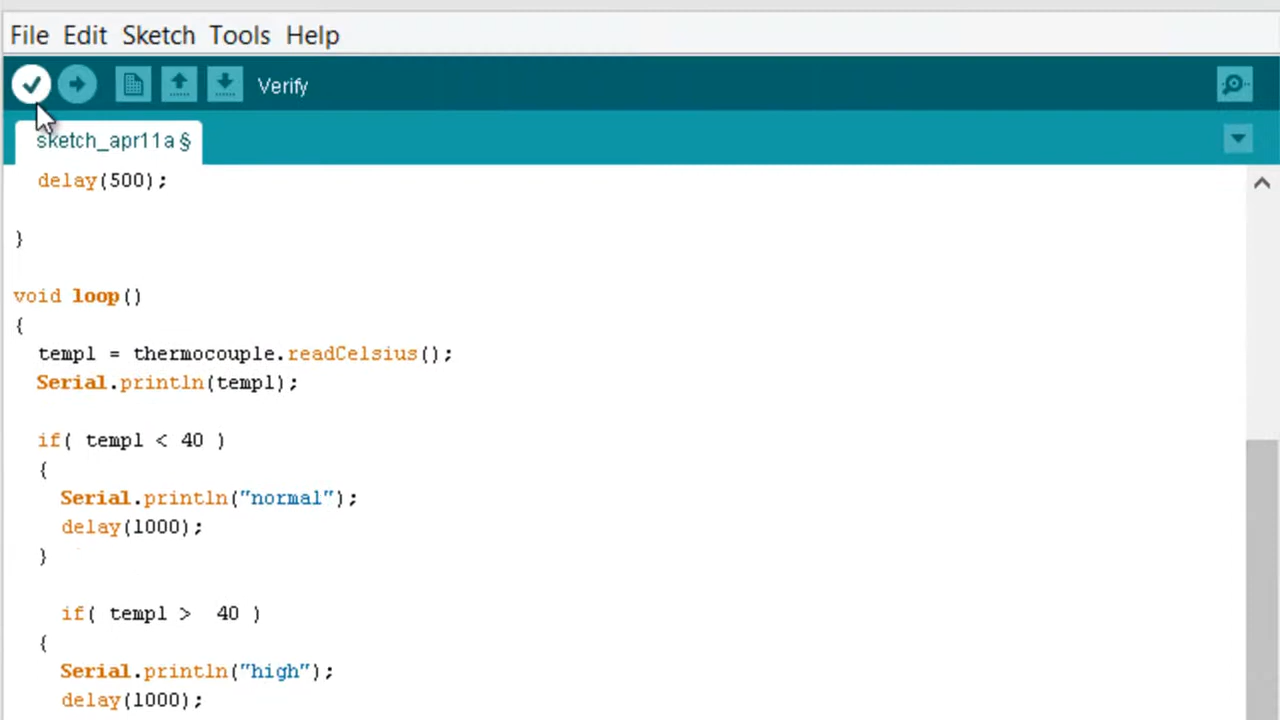 File Edit Sketch Tools Help
Verify
sketch_apr11a §
delay(500);
}
void loop()
{
templ = thermocouple.readCelsius();
Serial.println(templ);
if( templ < 40 )
{
Serial.println("normal");
delay(1000);
}
if( templ >  40 )
{
Serial.println("high");
delay(1000);